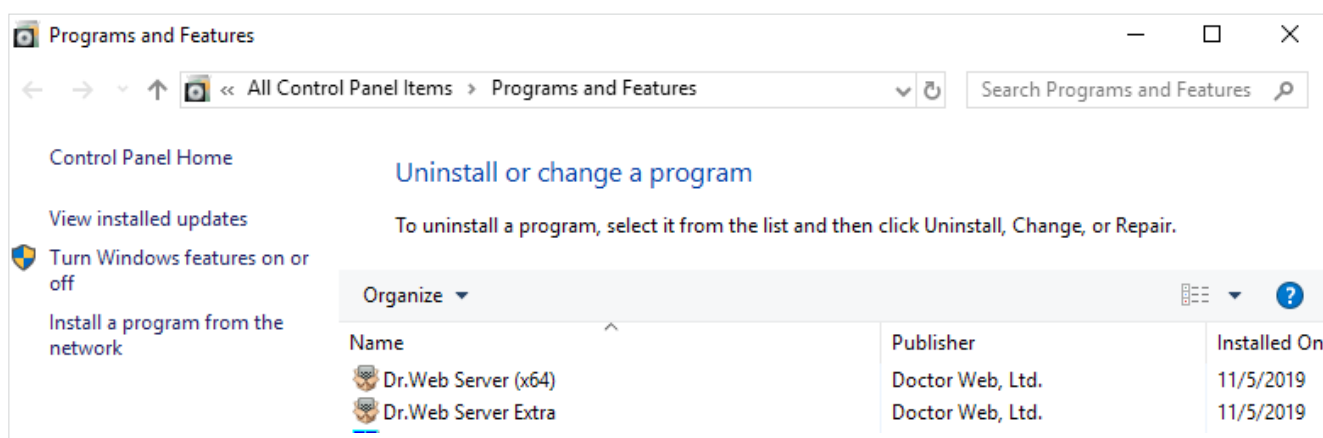 Programs and Features
« All Control Panel Items > Programs and Features
Search Programs and Features
Control Panel Home
View installed updates
Turn Windows features on or
off
Install a program from the
network
Uninstall or change a program
To uninstall a program, select it from the list and then click Uninstall, Change, or Repair.
Organize
?
Name Publisher Installed On
Dr.Web Server (x64) Doctor Web, Ltd. 11/5/2019
Dr.Web Server Extra Doctor Web, Ltd. 11/5/2019